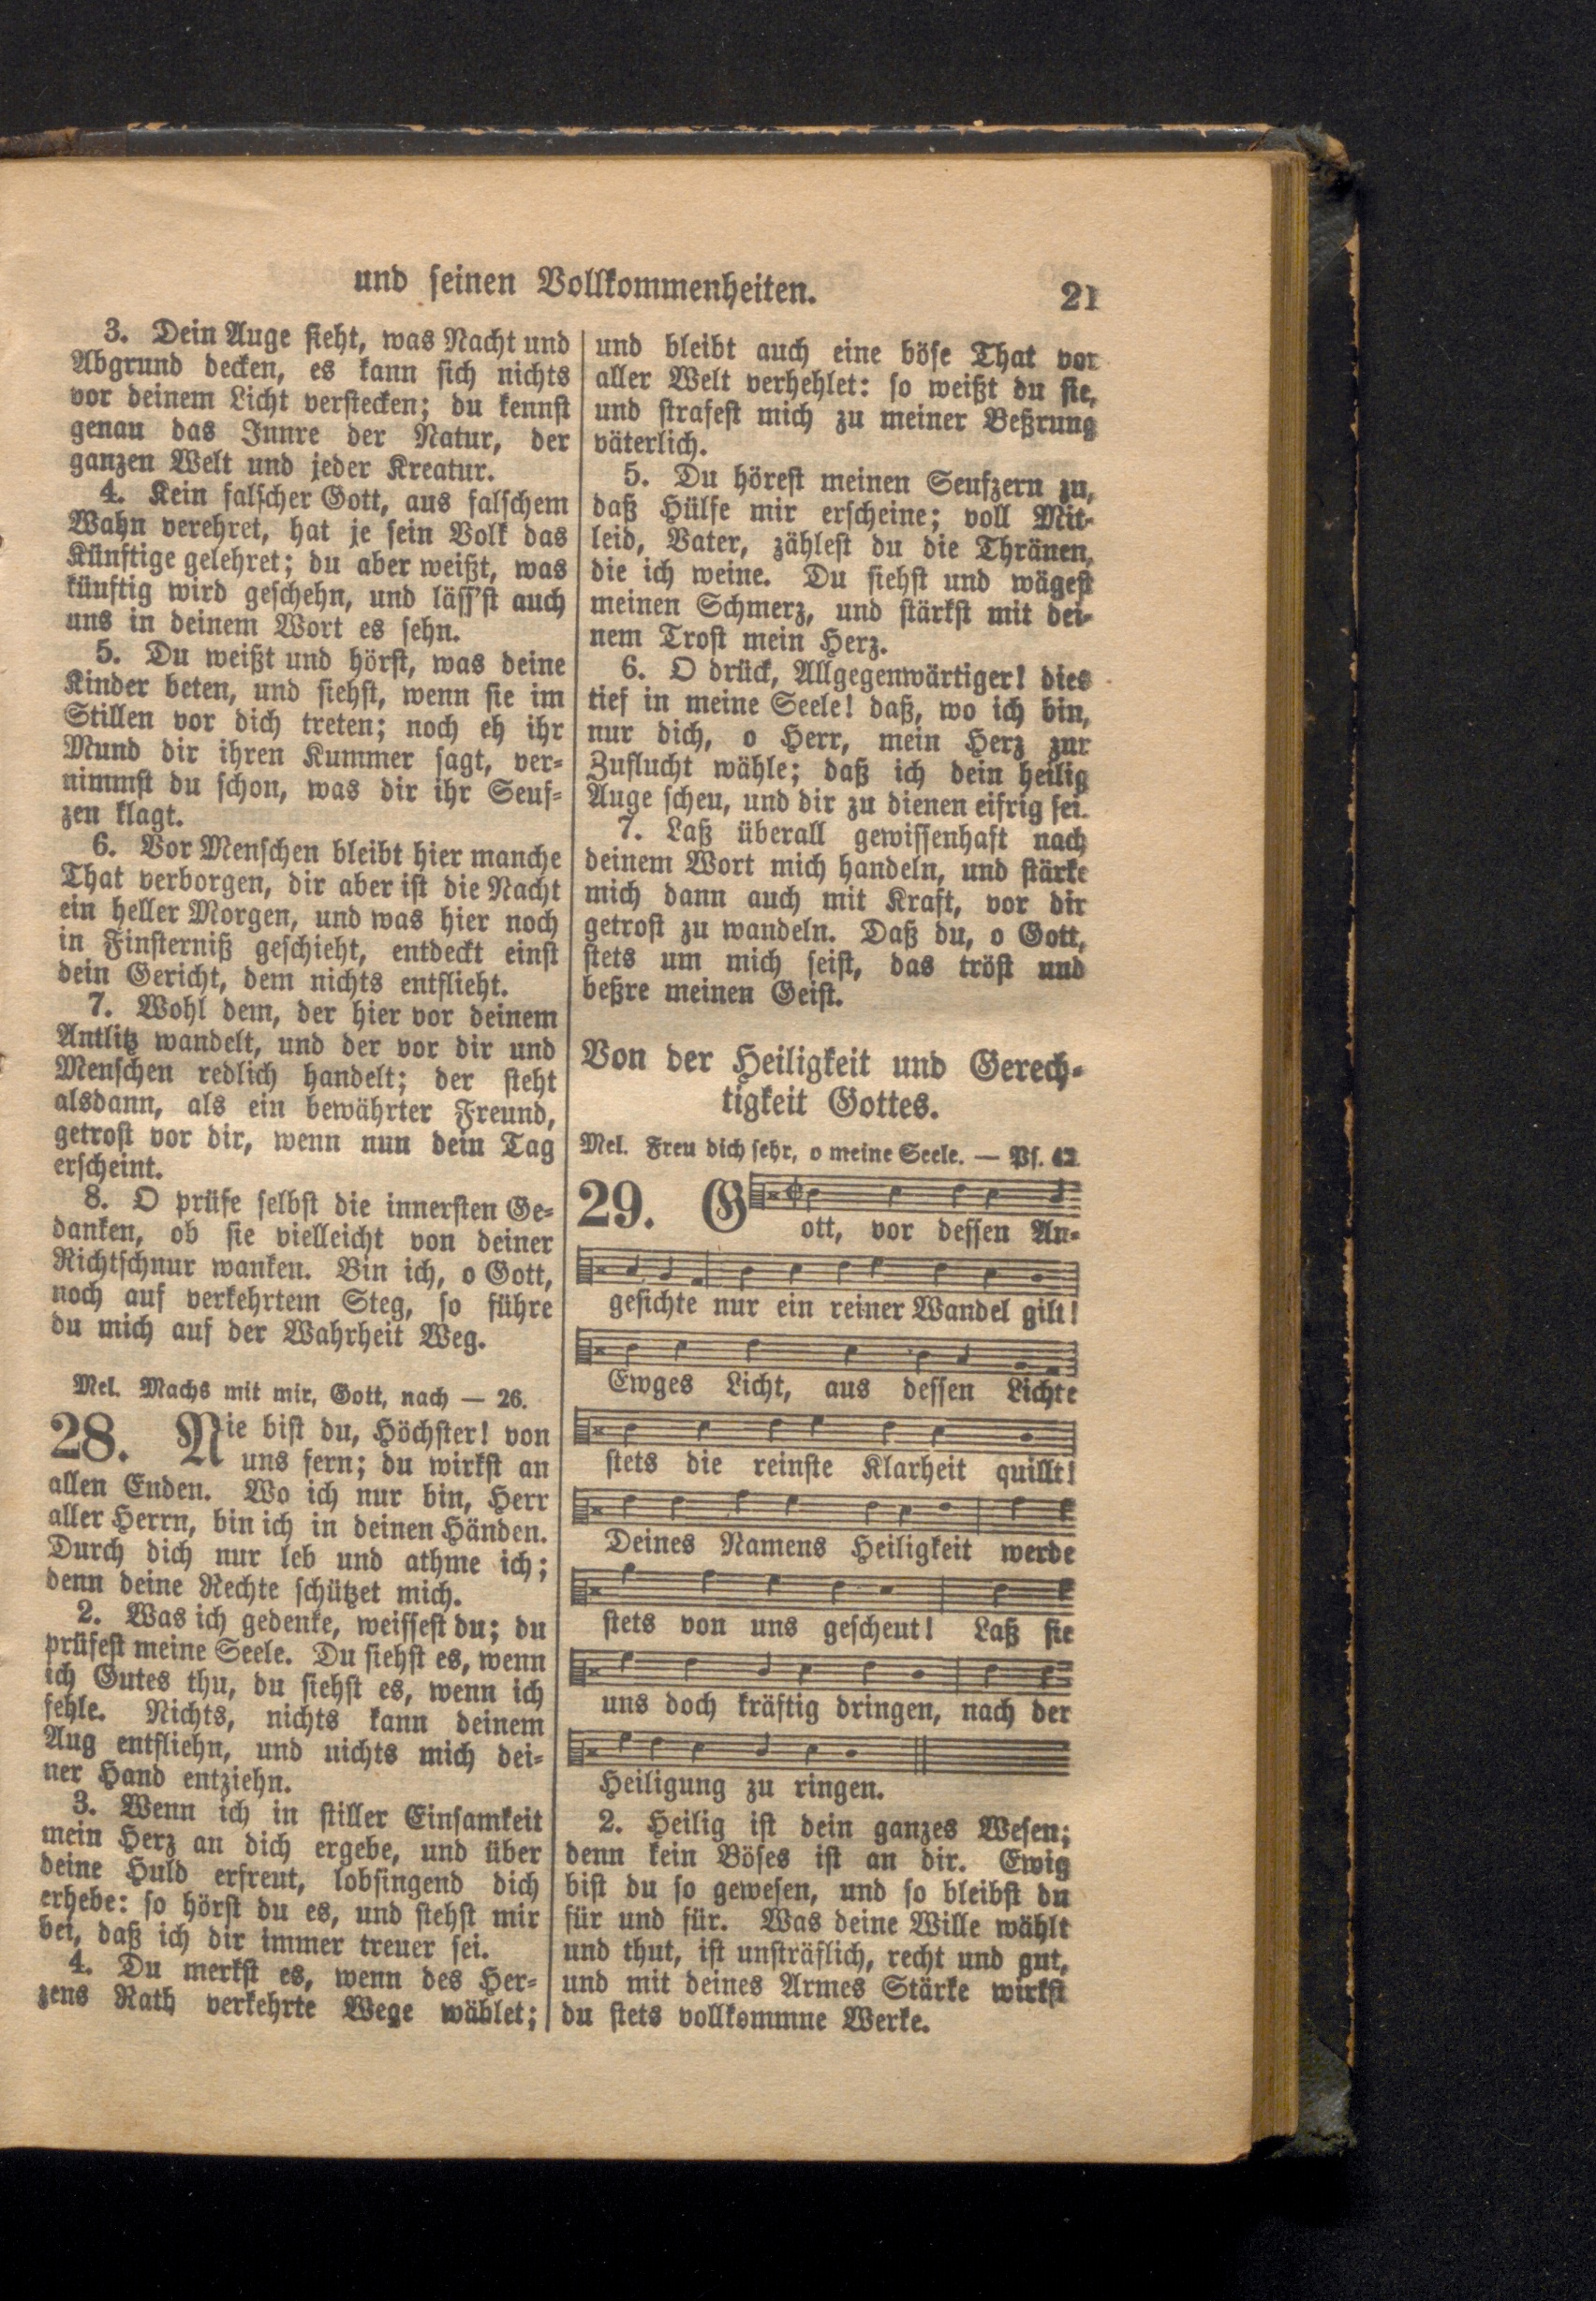 und seinen Vollkommenheiten.
21
3. Dein Auge sieht, was Nacht und
Abgrund decken, es kann sich nichts
vor deinem Licht verstecken; du kennst
genau das Innre der Natur, der
ganzen Welt und jeder Kreatur.
4. Kein falscher Gott, aus falschem
Wahn verehret, hat je sein Volk das
Künftige gelehret; du aber weißt, was
künftig wird geschehn, und läss'st auch
uns in deinem Wort es sehn.
5. Du weißt und hörst, was deine
Kinder beten, und siehst, wenn sie im
Stillen vor dich treten; noch eh ihr
Mund dir ihren Kummer sagt, ver-
nimmst du schon, was dir ihr Seuf-
zen klagt.
6. Vor Menschen bleibt hier manche
That verborgen, dir aber ist die Nacht
ein heller Morgen, und was hier noch
in Finsterniß geschieht, entdeckt einst
dein Gericht, dem nichts entflieht.
7. Wohl dem, der hier vor deinem
Antlitz wandelt, und der vor dir und
Menschen redlich handelt; der steht
alsdann, als ein bewährter Freund,
getrost vor dir, wenn nun dein Tag
erscheint.
8. O prüfe selbst die innersten Ge-
danken, ob sie vielleicht von deiner
Richtschnur wanken. Bin ich, o Gott,
noch auf verkehrtem Steg, so führe
du mich auf der Wahrheit Weg.
Mel. Machs mit mir, Gott, nach — 26.
28. Nie bist du, Höchster! von
uns fern; du wirkst an
allen Enden. Wo ich nur bin, Herr
aller Herrn, bin ich in deinen Händen.
Durch dich nur leb und athme ich;
denn deine Rechte schützet mich.
2. Was ich gedenke, weissest du; du
prüfest meine Seele. Du siehst es, wenn
ich Gutes thu, du siehst es, wenn ich
fehle. Nichts, nichts kann deinem
Aug entfliehn, und nichts mich dei-
ner Hand entziehn.
3. Wenn ich in stiller Einsamkeit
mein Herz an dich ergebe, und über
deine Huld erfreut, lobsingend dich
erhebe: so hörst du es, und stehst mir
bei, daß ich dir immer treuer sei.
4. Du merkst es, wenn des Her-
zens Rath verkehrte Wege wählet;
und bleibt auch eine böse That vor
aller Welt verhehlet: so weißt du sie,
und strafest mich zu meiner Beßrung
väterlich.
5. Du hörest meinen Seufzern zu,
daß Hülfe mir erscheine; voll Mit-
leid, Vater, zählest du die Thränen,
die ich weine. Du siehst und wägest
meinen Schmerz, und stärkst mit dei-
nem Trost mein Herz.
6. O drück, Allgegenwärtiger! dies
tief in meine Seele! daß, wo ich bin,
nur dich, o Herr, mein Herz zur
Zuflucht wähle; daß ich dein heilig
Auge scheu, und dir zu dienen eifrig sei.
7. Laß überall gewissenhaft nach
deinem Wort mich handeln, und stärke
mich dann auch mit Kraft, vor dir
getrost zu wandeln. Daß du, o Gott,
stets um mich seist, das tröst und
beßre meinen Geist.
Von der Heiligkeit und Gerech-
tigkeit Gottes.
Mel. Freu dich sehr, o meine Seele. — Ps. 42.
29. Gott, vor dessen An-
gesichte nur ein reiner Wandel gilt!
Ewges Licht, aus dessen Lichte
stets die reinste Klarheit quillt!
Deines Namens Heiligkeit werde
stets von uns gescheut! Laß sie
uns doch kräftig dringen, nach der
Heiligung zu ringen.
2. Heilig ist dein ganzes Wesen;
denn kein Böses ist an dir. Ewig
bist du so gewesen, und so bleibst du
für und für. Was deine Wille wählt
und thut, ist unsträflich, recht und gut,
und mit deines Armes Stärke wirkst
du stets vollkommne Werke.